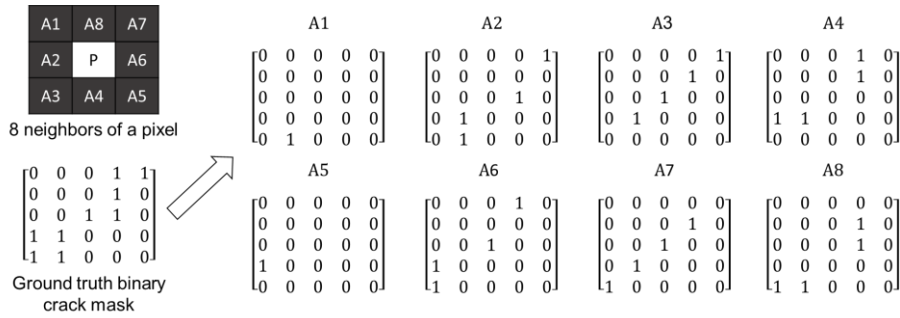 A1 A8 A7
A2 P A6
A3 A4 A5
8 neighbors of a pixel
0 0 0 1 1
0 0 0 1 0
0 0 1 1 0
1 1 0 0 0
1 1 0 0 0
Ground truth binary
crack mask
A1
0 0 0 0 0
0 0 0 0 0
0 0 0 0 0
0 0 0 0 0
0 1 0 0 0
A2
0 0 0 0 1
0 0 0 0 0
0 0 0 1 0
0 1 0 0 0
0 1 0 0 0
A3
0 0 0 0 1
0 0 0 1 0
0 0 1 0 0
0 1 0 0 0
0 0 0 0 0
A4
0 0 0 1 0
0 0 0 1 0
0 0 0 0 0
1 1 0 0 0
0 0 0 0 0
A5
0 0 0 0 0
0 0 0 0 0
0 0 0 0 0
1 0 0 0 0
0 0 0 0 0
A6
0 0 0 1 0
0 0 0 0 0
0 0 1 0 0
1 0 0 0 0
1 0 0 0 0
A7
0 0 0 0 0
0 0 0 1 0
0 0 1 0 0
0 1 0 0 0
1 0 0 0 0
A8
0 0 0 0 0
0 0 0 1 0
0 0 0 1 0
0 0 0 0 0
1 1 0 0 0